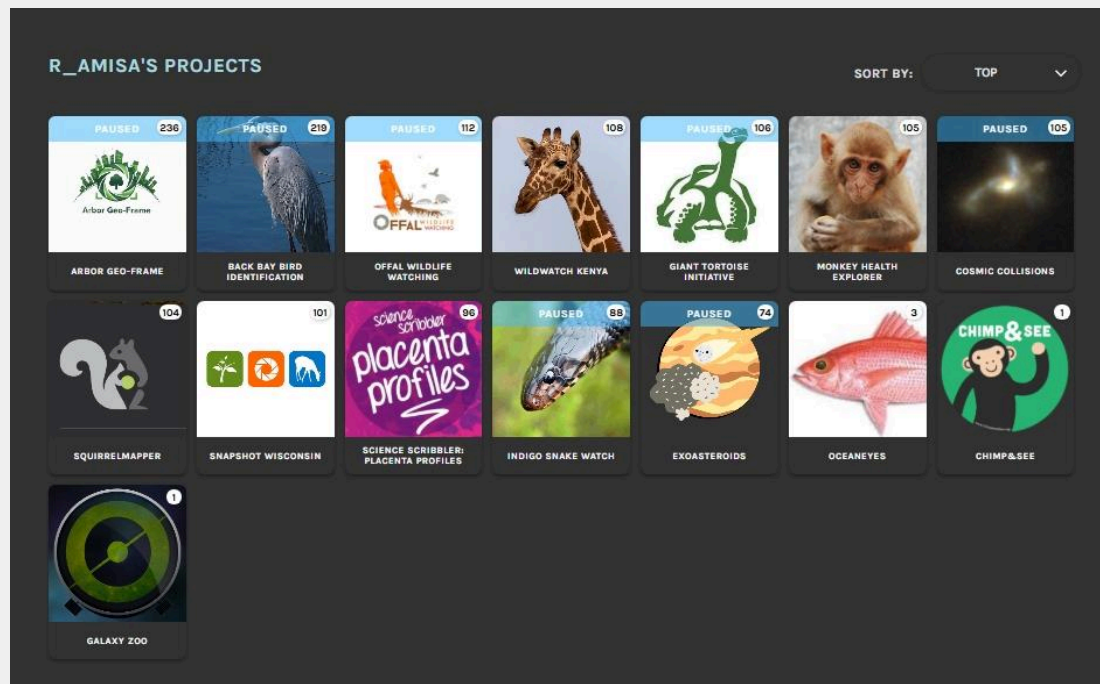 R_AMISA'S PROJECTS
SORT BY: TOP
PAUSED 236
Arbor Geo-Frame
ARBOR GEO-FRAME
PAUSED 219
BACK BAY BIRD
IDENTIFICATION
PAUSED 112
OFFAL WILDLIFE
WATCHING
OFFAL WILDLIFE
WATCHING
108
WILDWATCH KENYA
PAUSED 106
GIANT TORTOISE
INITIATIVE
105
MONKEY HEALTH
EXPLORER
PAUSED 105
COSMIC COLLISIONS
104
SQUIRRELMAPPER
101
SNAPSHOT WISCONSIN
96
science
scribbler
placenta
profiles
SCIENCE SCRIBBLER:
PLACENTA PROFILES
PAUSED 88
INDIGO SNAKE WATCH
PAUSED 74
EXOASTEROIDS
3
OCEANEYES
1
CHIMP&SEE
CHIMP&SEE
1
GALAXY ZOO